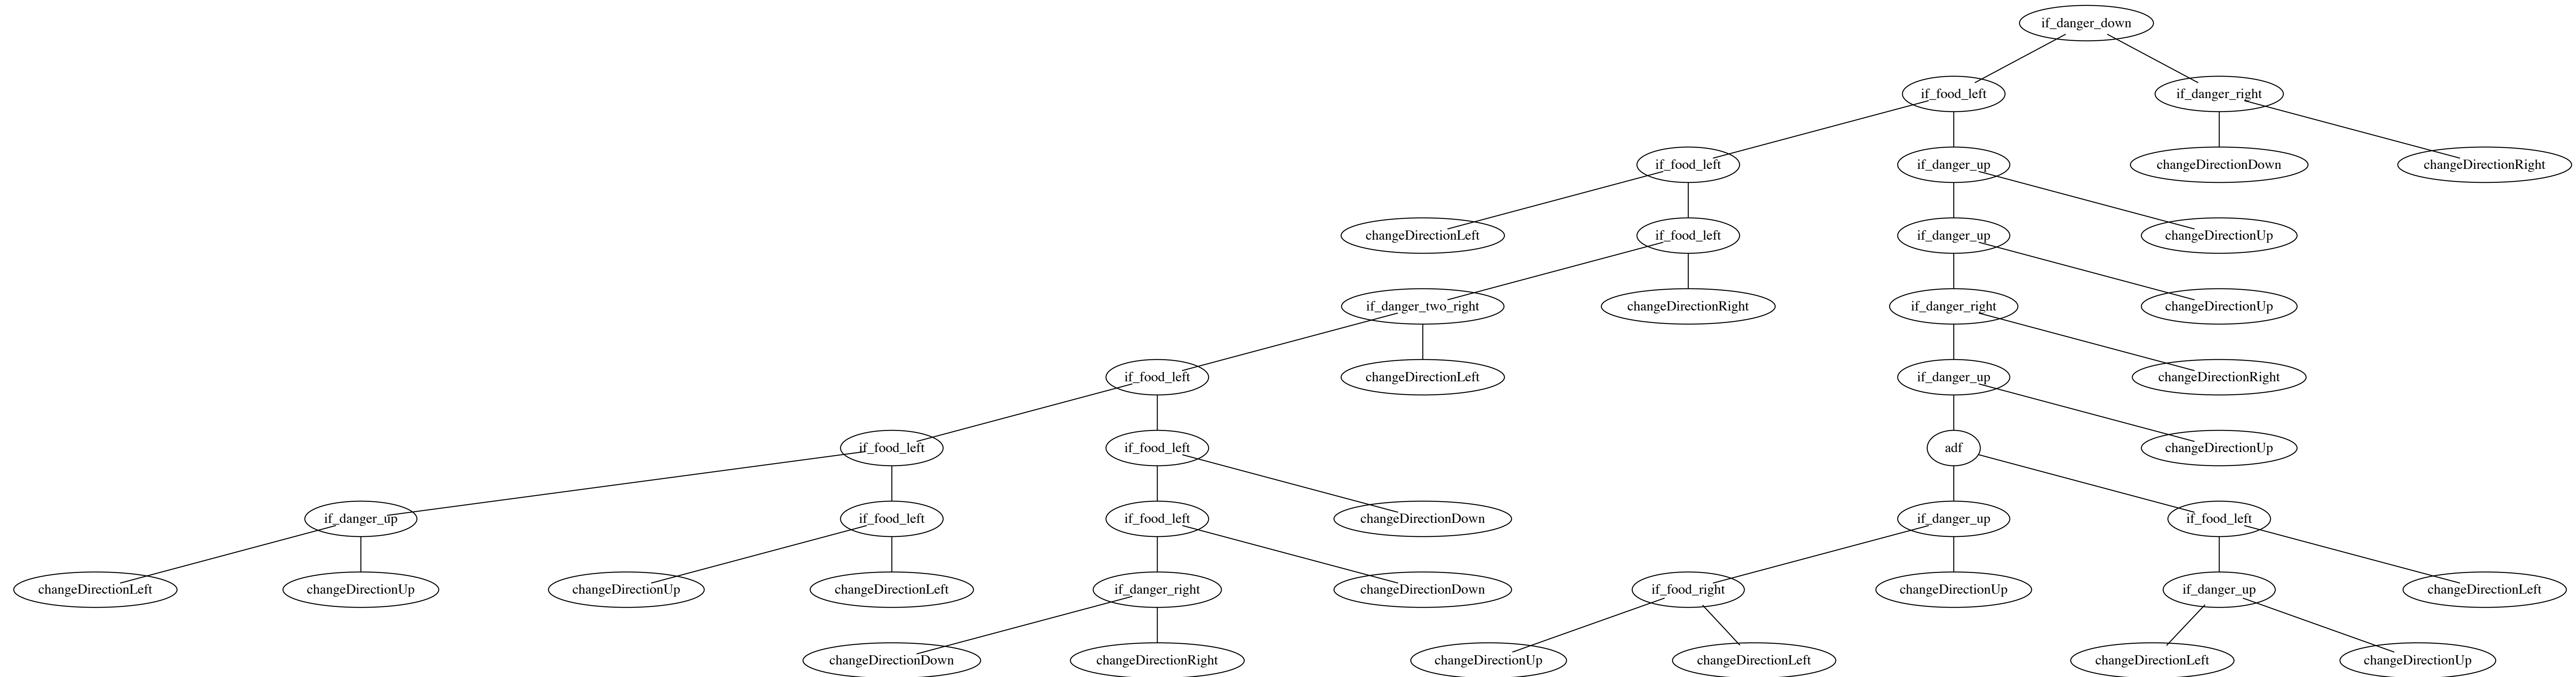 if_danger_down
if_food_left
if_danger_right
if_food_left
if_danger_up
changeDirectionDown
changeDirectionRight
changeDirectionLeft
if_food_left
if_danger_up
changeDirectionUp
if_danger_two_right
changeDirectionRight
if_danger_right
changeDirectionUp
if_food_left
changeDirectionLeft
if_danger_up
changeDirectionRight
if_food_left
if_food_left
adf
changeDirectionUp
if_danger_up
if_food_left
if_food_left
changeDirectionDown
if_danger_up
if_food_left
changeDirectionLeft
changeDirectionUp
changeDirectionUp
changeDirectionLeft
if_danger_right
changeDirectionDown
if_food_right
changeDirectionUp
if_danger_up
changeDirectionLeft
changeDirectionDown
changeDirectionRight
changeDirectionUp
changeDirectionLeft
changeDirectionLeft
changeDirectionUp